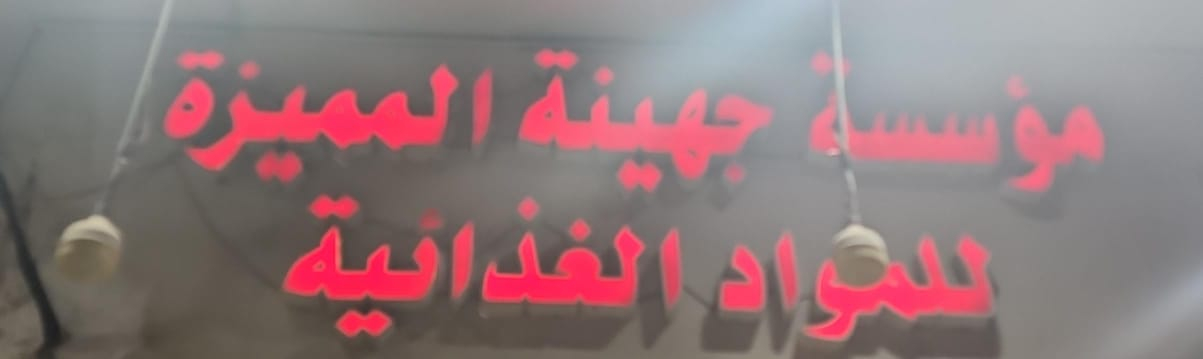 مؤسسة جهينة المميزة
للمواد الغذائية